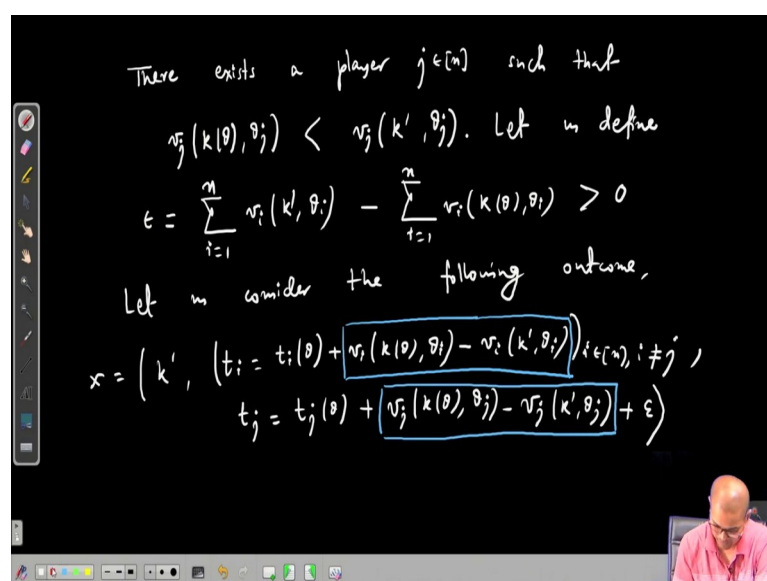 There exists a player j ∈ [n] such that
v_j(k(θ), θ_j) < v_j(k', θ_j). Let us define
ε = Σ_{i=1}^{n} v_i(k', θ_i) − Σ_{i=1}^{n} v_i(k(θ), θ_i) > 0
Let us consider the following outcome,
x = (k', (t_i = t_i(θ) + v_i(k(θ), θ_i) − v_i(k', θ_i))_{i∈[n], i≠j},
t_j = t_j(θ) + v_j(k(θ), θ_j) − v_j(k', θ_j) + ε)